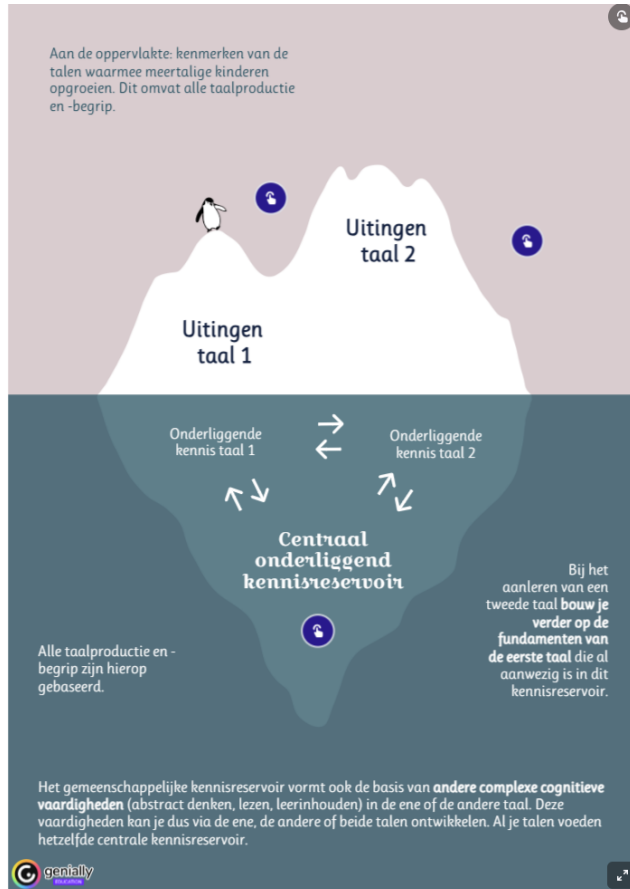 Aan de oppervlakte: kenmerken van de
talen waarmee meertalige kinderen
opgroeien. Dit omvat alle taalproductie
en -begrip.
Uitingen
taal 2
Uitingen
taal 1
Onderliggende
kennis taal 1
Onderliggende
kennis taal 2
Centraal
onderliggend
kennisreservoir
Bij het
aanleren van een
tweede taal bouw je
verder op de
fundamenten van
de eerste taal die al
aanwezig is in dit
kennisreservoir.
Alle taalproductie en -
begrip zijn hierop
gebaseerd.
Het gemeenschappelijke kennisreservoir vormt ook de basis van andere complexe cognitieve
vaardigheden (abstract denken, lezen, leerinhouden) in de ene of de andere taal. Deze
vaardigheden kan je dus via de ene, de andere of beide talen ontwikkelen. Al je talen voeden
hetzelfde centrale kennisreservoir.
genially
EDUCATION